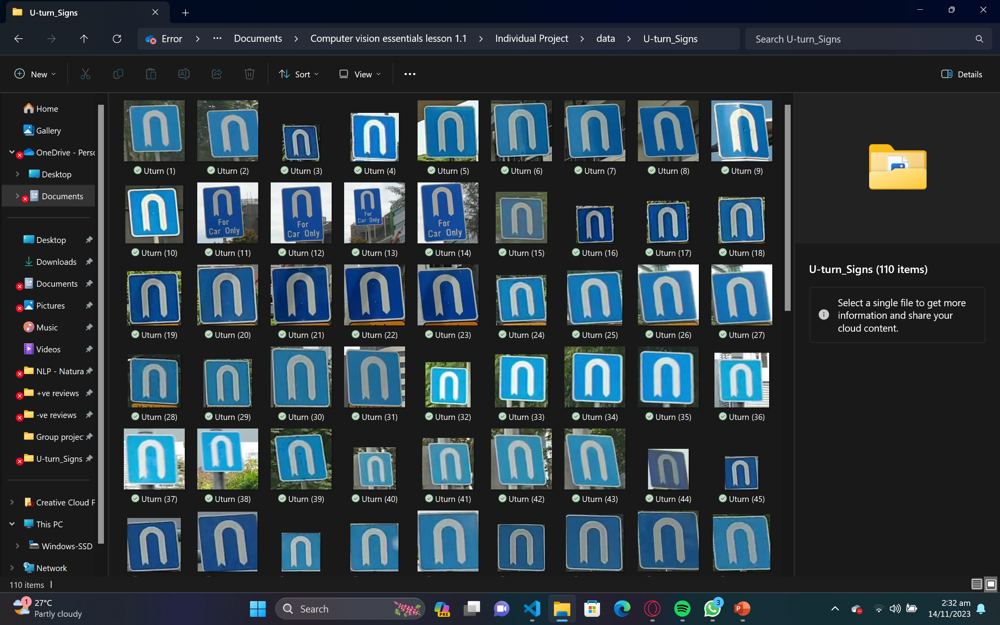 U-turn_Signs
Error
Documents
Computer vision essentials lesson 1.1
Individual Project
data
U-turn_Signs
Search U-turn_Signs
New
Sort
View
Details
Home
Gallery
OneDrive - Perso
Desktop
Documents
Desktop
Downloads
Documents
Pictures
Music
Videos
NLP - Natura
+ve reviews
-ve reviews
Group projec
U-turn_Signs
Creative Cloud F
This PC
Windows-SSD
Network
Uturn (1)
Uturn (2)
Uturn (3)
Uturn (4)
Uturn (5)
Uturn (6)
Uturn (7)
Uturn (8)
Uturn (9)
For
Car Only
For
Car Only
For
Car Only
For
Car Only
Uturn (10)
Uturn (11)
Uturn (12)
Uturn (13)
Uturn (14)
Uturn (15)
Uturn (16)
Uturn (17)
Uturn (18)
Uturn (19)
Uturn (20)
Uturn (21)
Uturn (22)
Uturn (23)
Uturn (24)
Uturn (25)
Uturn (26)
Uturn (27)
Uturn (28)
Uturn (29)
Uturn (30)
Uturn (31)
Uturn (32)
Uturn (33)
Uturn (34)
Uturn (35)
Uturn (36)
Uturn (37)
Uturn (38)
Uturn (39)
Uturn (40)
Uturn (41)
Uturn (42)
Uturn (43)
Uturn (44)
Uturn (45)
U-turn_Signs (110 items)
Select a single file to get more
information and share your
cloud content.
110 items
1
27°C
Partly cloudy
Search
PRE
3
P
2:32 am
14/11/2023